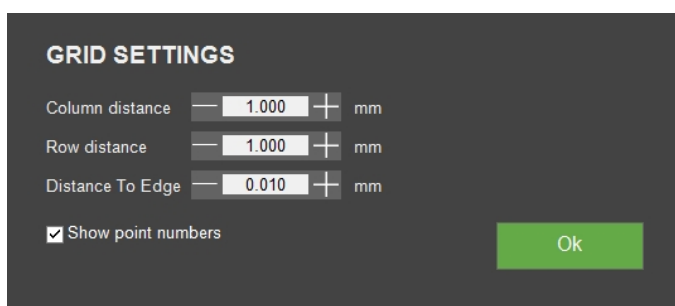 GRID SETTINGS
Column distance 1.000 mm
Row distance 1.000 mm
Distance To Edge 0.010 mm
Show point numbers
Ok